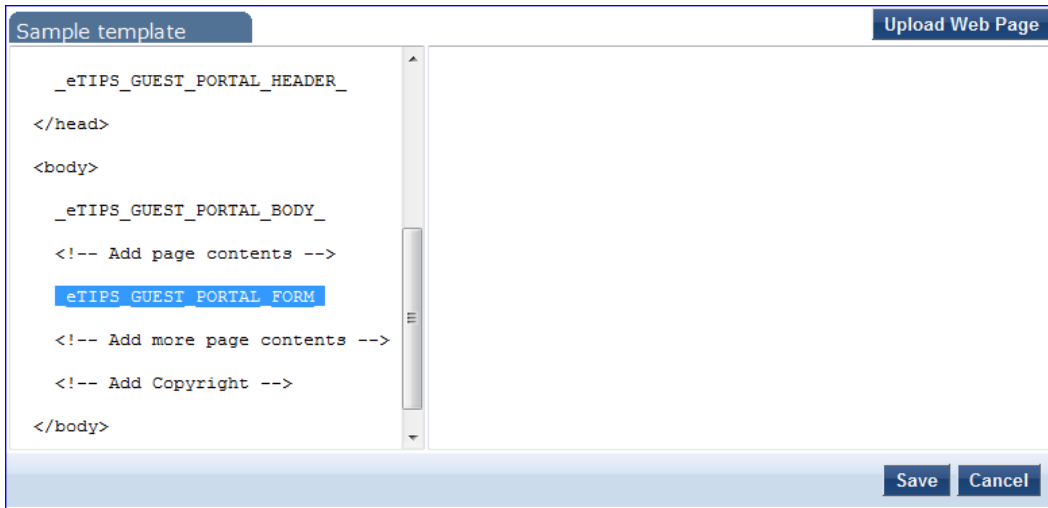 Sample template
Upload Web Page
_eTIPS_GUEST_PORTAL_HEADER_
</head>
<body>
_eTIPS_GUEST_PORTAL_BODY_
<!-- Add page contents -->
_eTIPS_GUEST_PORTAL_FORM_
<!-- Add more page contents -->
<!-- Add Copyright -->
</body>
Save
Cancel